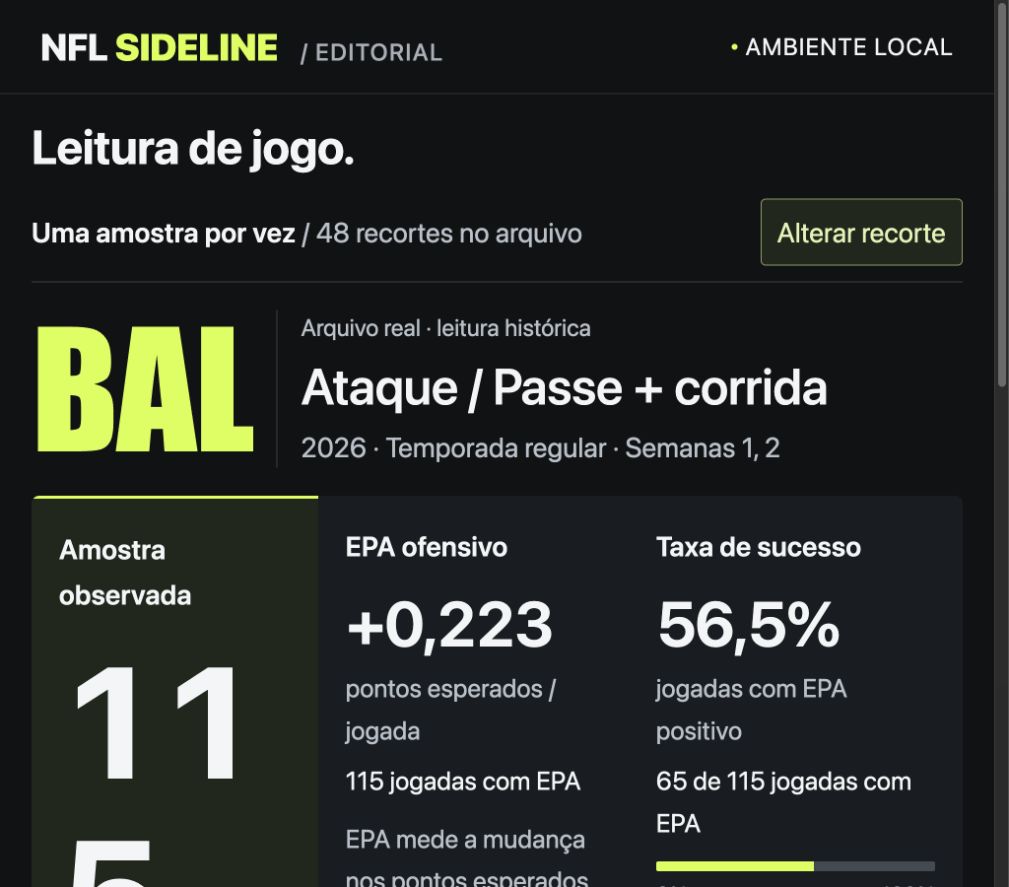 NFL SIDELINE / EDITORIAL
• AMBIENTE LOCAL
Leitura de jogo.
Uma amostra por vez / 48 recortes no arquivo
Alterar recorte
BAL
Arquivo real · leitura histórica
Ataque / Passe + corrida
2026 · Temporada regular · Semanas 1, 2
Amostra
observada
11
5
EPA ofensivo
+0,223
pontos esperados /
jogada
115 jogadas com EPA
EPA mede a mudança
nos pontos esperados
Taxa de sucesso
56,5%
jogadas com EPA
positivo
65 de 115 jogadas com
EPA